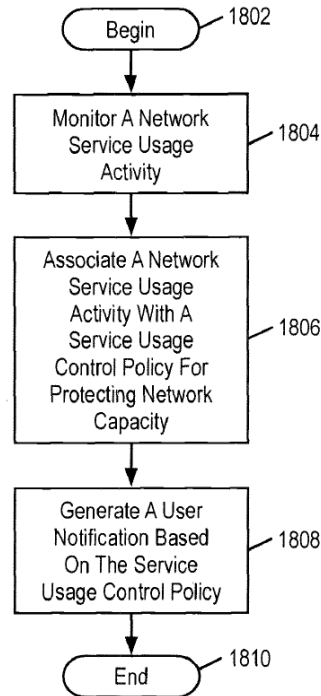 Begin
1802
Monitor A Network
Service Usage
Activity
1804
Associate A Network
Service Usage
Activity With A
Service Usage
Control Policy For
Protecting Network
Capacity
1806
Generate A User
Notification Based
On The Service
Usage Control Policy
1808
End
1810